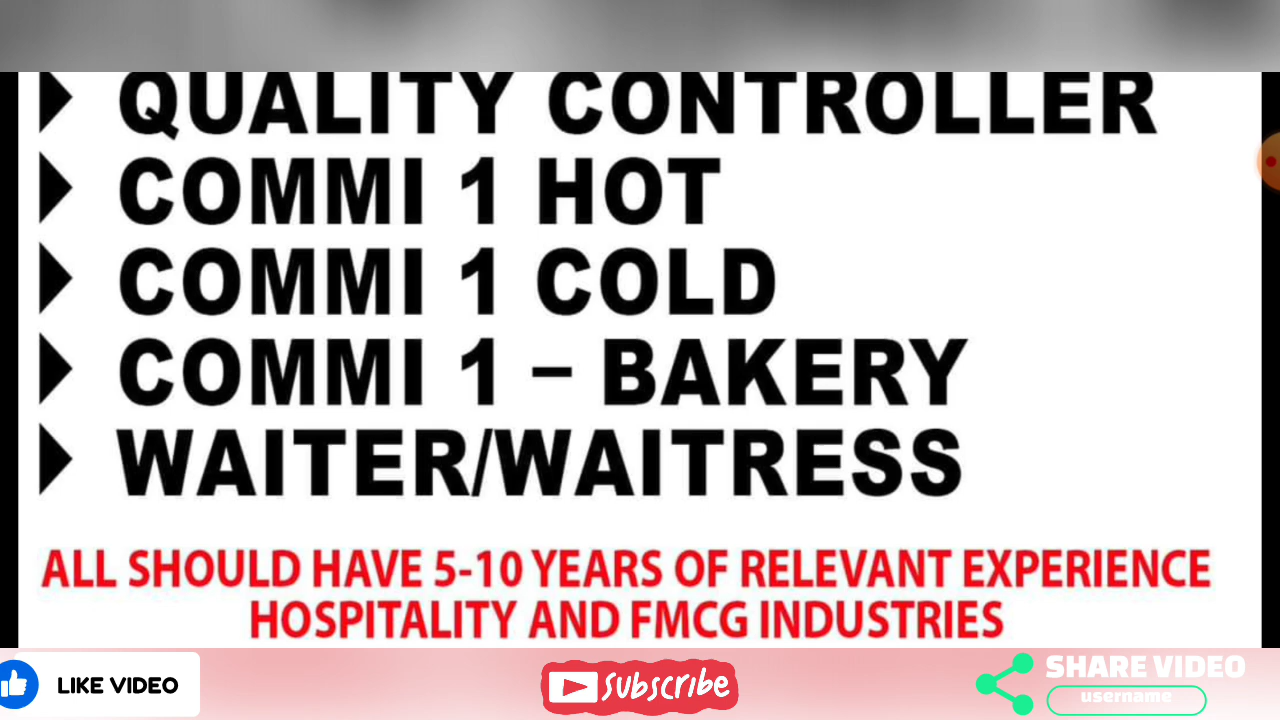 QUALITY CONTROLLER
COMMI 1 HOT
COMMI 1 COLD
COMMI 1 – BAKERY
WAITER/WAITRESS
ALL SHOULD HAVE 5-10 YEARS OF RELEVANT EXPERIENCE
HOSPITALITY AND FMCG INDUSTRIES
LIKE VIDEO
Subscribe
SHARE VIDEO
username